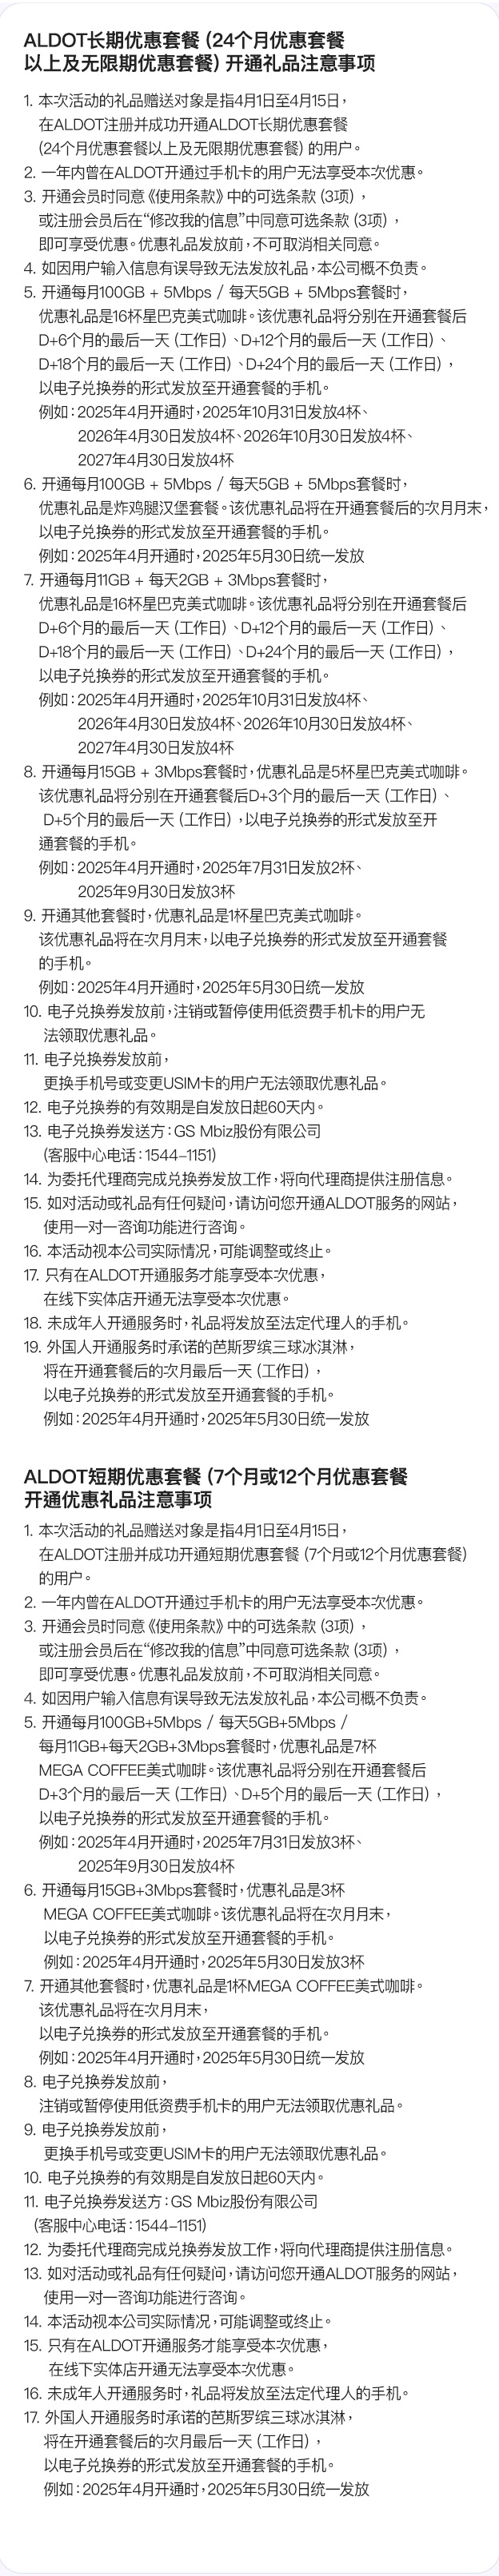 ALDOT长期优惠套餐 (24个月优惠套餐
以上及无限期优惠套餐) 开通礼品注意事项
1. 本次活动的礼品赠送对象是指4月1日至4月15日，
在ALDOT注册并成功开通ALDOT长期优惠套餐
(24个月优惠套餐以上及无限期优惠套餐) 的用户。
2. 一年内曾在ALDOT开通过手机卡的用户无法享受本次优惠。
3. 开通会员时同意《使用条款》中的可选条款 (3项) ，
或注册会员后在“修改我的信息”中同意可选条款 (3项) ，
即可享受优惠。优惠礼品发放前，不可取消相关同意。
4. 如因用户输入信息有误导致无法发放礼品，本公司概不负责。
5. 开通每月100GB + 5Mbps / 每天5GB + 5Mbps套餐时，
优惠礼品是16杯星巴克美式咖啡。该优惠礼品将分别在开通套餐后
D+6个月的最后一天 (工作日) 、D+12个月的最后一天 (工作日) 、
D+18个月的最后一天 (工作日) 、D+24个月的最后一天 (工作日) ，
以电子兑换券的形式发放至开通套餐的手机。
例如：2025年4月开通时，2025年10月31日发放4杯、
2026年4月30日发放4杯、2026年10月30日发放4杯、
2027年4月30日发放4杯
6. 开通每月100GB + 5Mbps / 每天5GB + 5Mbps套餐时，
优惠礼品是炸鸡腿汉堡套餐。该优惠礼品将在开通套餐后的次月月末，
以电子兑换券的形式发放至开通套餐的手机。
例如：2025年4月开通时，2025年5月30日统一发放
7. 开通每月11GB + 每天2GB + 3Mbps套餐时，
优惠礼品是16杯星巴克美式咖啡。该优惠礼品将分别在开通套餐后
D+6个月的最后一天 (工作日) 、D+12个月的最后一天 (工作日) 、
D+18个月的最后一天 (工作日) 、D+24个月的最后一天 (工作日) ，
以电子兑换券的形式发放至开通套餐的手机。
例如：2025年4月开通时，2025年10月31日发放4杯、
2026年4月30日发放4杯、2026年10月30日发放4杯、
2027年4月30日发放4杯
8. 开通每月15GB + 3Mbps套餐时，优惠礼品是5杯星巴克美式咖啡。
该优惠礼品将分别在开通套餐后D+3个月的最后一天 (工作日) 、
D+5个月的最后一天 (工作日) ，以电子兑换券的形式发放至开
通套餐的手机。
例如：2025年4月开通时，2025年7月31日发放2杯、
2025年9月30日发放3杯
9. 开通其他套餐时，优惠礼品是1杯星巴克美式咖啡。
该优惠礼品将在次月月末，以电子兑换券的形式发放至开通套餐
的手机。
例如：2025年4月开通时，2025年5月30日统一发放
10. 电子兑换券发放前，注销或暂停使用低资费手机卡的用户无
法领取优惠礼品。
11. 电子兑换券发放前，
更换手机号或变更USIM卡的用户无法领取优惠礼品。
12. 电子兑换券的有效期是自发放日起60天内。
13. 电子兑换券发送方：GS Mbiz股份有限公司
(客服中心电话：1544-1151)
14. 为委托代理商完成兑换券发放工作，将向代理商提供注册信息。
15. 如对活动或礼品有任何疑问，请访问您开通ALDOT服务的网站，
使用一对一咨询功能进行咨询。
16. 本活动视本公司实际情况，可能调整或终止。
17. 只有在ALDOT开通服务才能享受本次优惠，
在线下实体店开通无法享受本次优惠。
18. 未成年人开通服务时，礼品将发放至法定代理人的手机。
19. 外国人开通服务时承诺的芭斯罗缤三球冰淇淋，
将在开通套餐后的次月最后一天 (工作日) ，
以电子兑换券的形式发放至开通套餐的手机。
例如：2025年4月开通时，2025年5月30日统一发放
ALDOT短期优惠套餐 (7个月或12个月优惠套餐
开通优惠礼品注意事项
1. 本次活动的礼品赠送对象是指4月1日至4月15日，
在ALDOT注册并成功开通短期优惠套餐 (7个月或12个月优惠套餐)
的用户。
2. 一年内曾在ALDOT开通过手机卡的用户无法享受本次优惠。
3. 开通会员时同意《使用条款》中的可选条款 (3项) ，
或注册会员后在“修改我的信息”中同意可选条款 (3项) ，
即可享受优惠。优惠礼品发放前，不可取消相关同意。
4. 如因用户输入信息有误导致无法发放礼品，本公司概不负责。
5. 开通每月100GB+5Mbps / 每天5GB+5Mbps /
每月11GB+每天2GB+3Mbps套餐时，优惠礼品是7杯
MEGA COFFEE美式咖啡。该优惠礼品将分别在开通套餐后
D+3个月的最后一天 (工作日) 、D+5个月的最后一天 (工作日) ，
以电子兑换券的形式发放至开通套餐的手机。
例如：2025年4月开通时，2025年7月31日发放3杯、
2025年9月30日发放4杯
6. 开通每月15GB+3Mbps套餐时，优惠礼品是3杯
MEGA COFFEE美式咖啡。该优惠礼品将在次月月末，
以电子兑换券的形式发放至开通套餐的手机。
例如：2025年4月开通时，2025年5月30日发放3杯
7. 开通其他套餐时，优惠礼品是1杯MEGA COFFEE美式咖啡。
该优惠礼品将在次月月末，
以电子兑换券的形式发放至开通套餐的手机。
例如：2025年4月开通时，2025年5月30日统一发放
8. 电子兑换券发放前，
注销或暂停使用低资费手机卡的用户无法领取优惠礼品。
9. 电子兑换券发放前，
更换手机号或变更USIM卡的用户无法领取优惠礼品。
10. 电子兑换券的有效期是自发放日起60天内。
11. 电子兑换券发送方：GS Mbiz股份有限公司
(客服中心电话：1544-1151)
12. 为委托代理商完成兑换券发放工作，将向代理商提供注册信息。
13. 如对活动或礼品有任何疑问，请访问您开通ALDOT服务的网站，
使用一对一咨询功能进行咨询。
14. 本活动视本公司实际情况，可能调整或终止。
15. 只有在ALDOT开通服务才能享受本次优惠，
在线下实体店开通无法享受本次优惠。
16. 未成年人开通服务时，礼品将发放至法定代理人的手机。
17. 外国人开通服务时承诺的芭斯罗缤三球冰淇淋，
将在开通套餐后的次月最后一天 (工作日) ，
以电子兑换券的形式发放至开通套餐的手机。
例如：2025年4月开通时，2025年5月30日统一发放